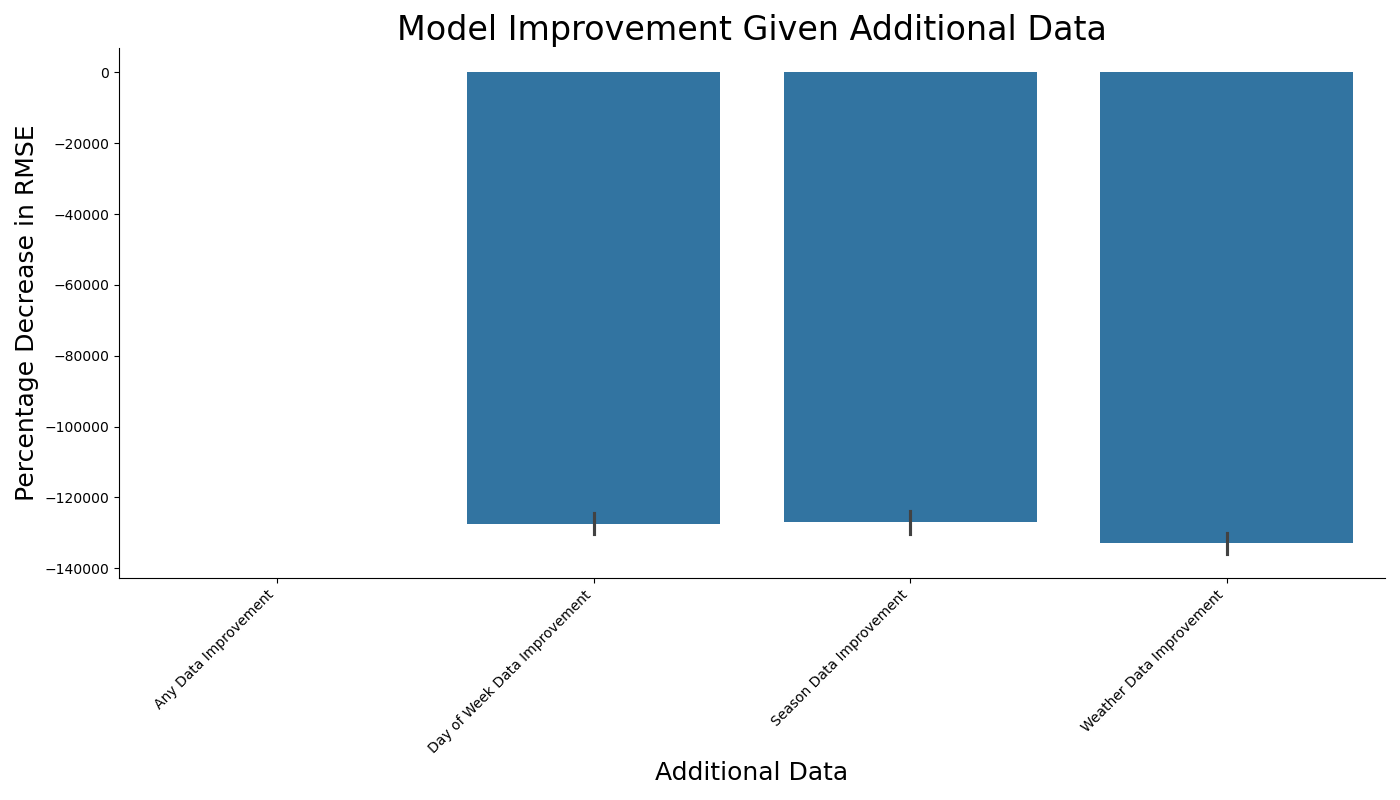 Model Improvement Given Additional Data
Percentage Decrease in RMSE
0
−20000
−40000
−60000
−80000
−100000
−120000
−140000
Any Data Improvement
Day of Week Data Improvement
Season Data Improvement
Weather Data Improvement
Additional Data